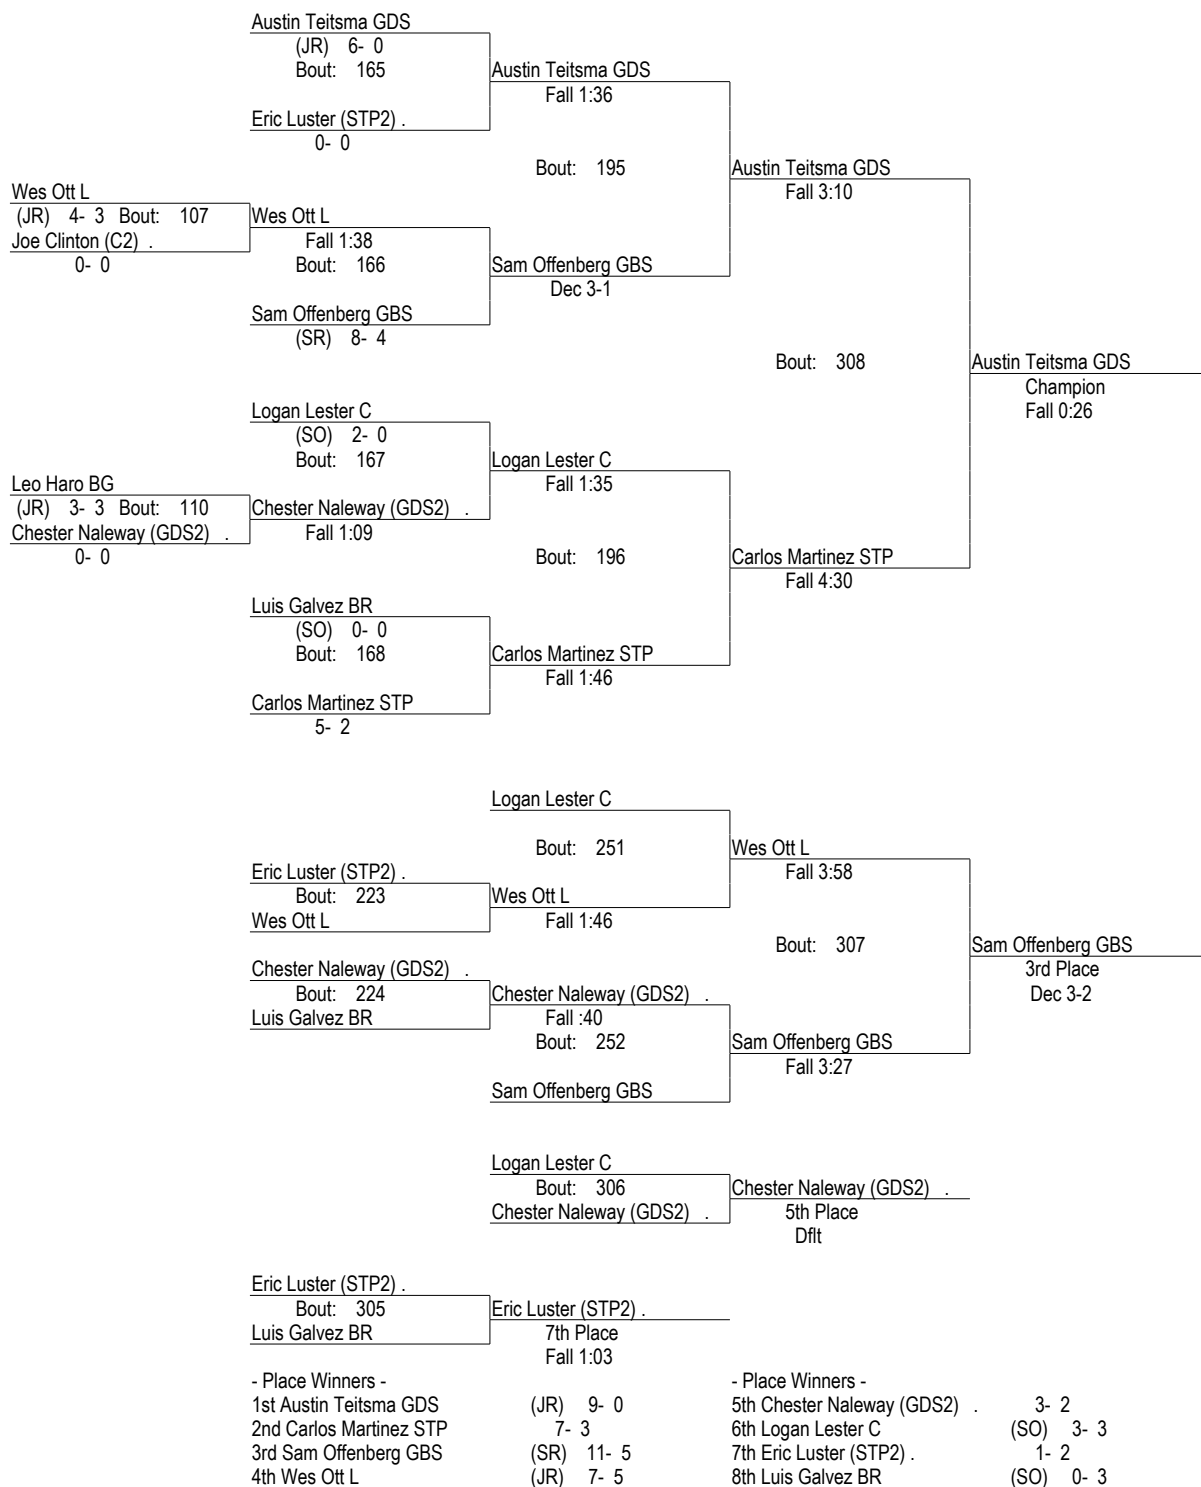 Austin Teitsma GDS
(JR) 6- 0
Bout: 165
Austin Teitsma GDS
Fall 1:36
Eric Luster (STP2) .
0- 0
Bout: 195
Austin Teitsma GDS
Fall 3:10
Wes Ott L
(JR) 4- 3 Bout: 107
Joe Clinton (C2) .
0- 0
Wes Ott L
Fall 1:38
Bout: 166
Sam Offenberg GBS
Dec 3-1
Sam Offenberg GBS
(SR) 8- 4
Bout: 308
Austin Teitsma GDS
Champion
Fall 0:26
Logan Lester C
(SO) 2- 0
Bout: 167
Logan Lester C
Fall 1:35
Leo Haro BG
(JR) 3- 3 Bout: 110
Chester Naleway (GDS2) .
0- 0
Chester Naleway (GDS2) .
Fall 1:09
Bout: 196
Carlos Martinez STP
Fall 4:30
Luis Galvez BR
(SO) 0- 0
Bout: 168
Carlos Martinez STP
Fall 1:46
Carlos Martinez STP
5- 2
Logan Lester C
Bout: 251
Wes Ott L
Fall 3:58
Eric Luster (STP2) .
Bout: 223
Wes Ott L
Wes Ott L
Fall 1:46
Bout: 307
Sam Offenberg GBS
3rd Place
Dec 3-2
Chester Naleway (GDS2) .
Bout: 224
Luis Galvez BR
Chester Naleway (GDS2) .
Fall :40
Bout: 252
Sam Offenberg GBS
Fall 3:27
Sam Offenberg GBS
Logan Lester C
Bout: 306
Chester Naleway (GDS2) .
Chester Naleway (GDS2) .
5th Place
Dflt
Eric Luster (STP2) .
Bout: 305
Luis Galvez BR
Eric Luster (STP2) .
7th Place
Fall 1:03
- Place Winners -
1st Austin Teitsma GDS (JR) 9- 0
2nd Carlos Martinez STP 7- 3
3rd Sam Offenberg GBS (SR) 11- 5
4th Wes Ott L (JR) 7- 5
- Place Winners -
5th Chester Naleway (GDS2) . 3- 2
6th Logan Lester C (SO) 3- 3
7th Eric Luster (STP2) . 1- 2
8th Luis Galvez BR (SO) 0- 3